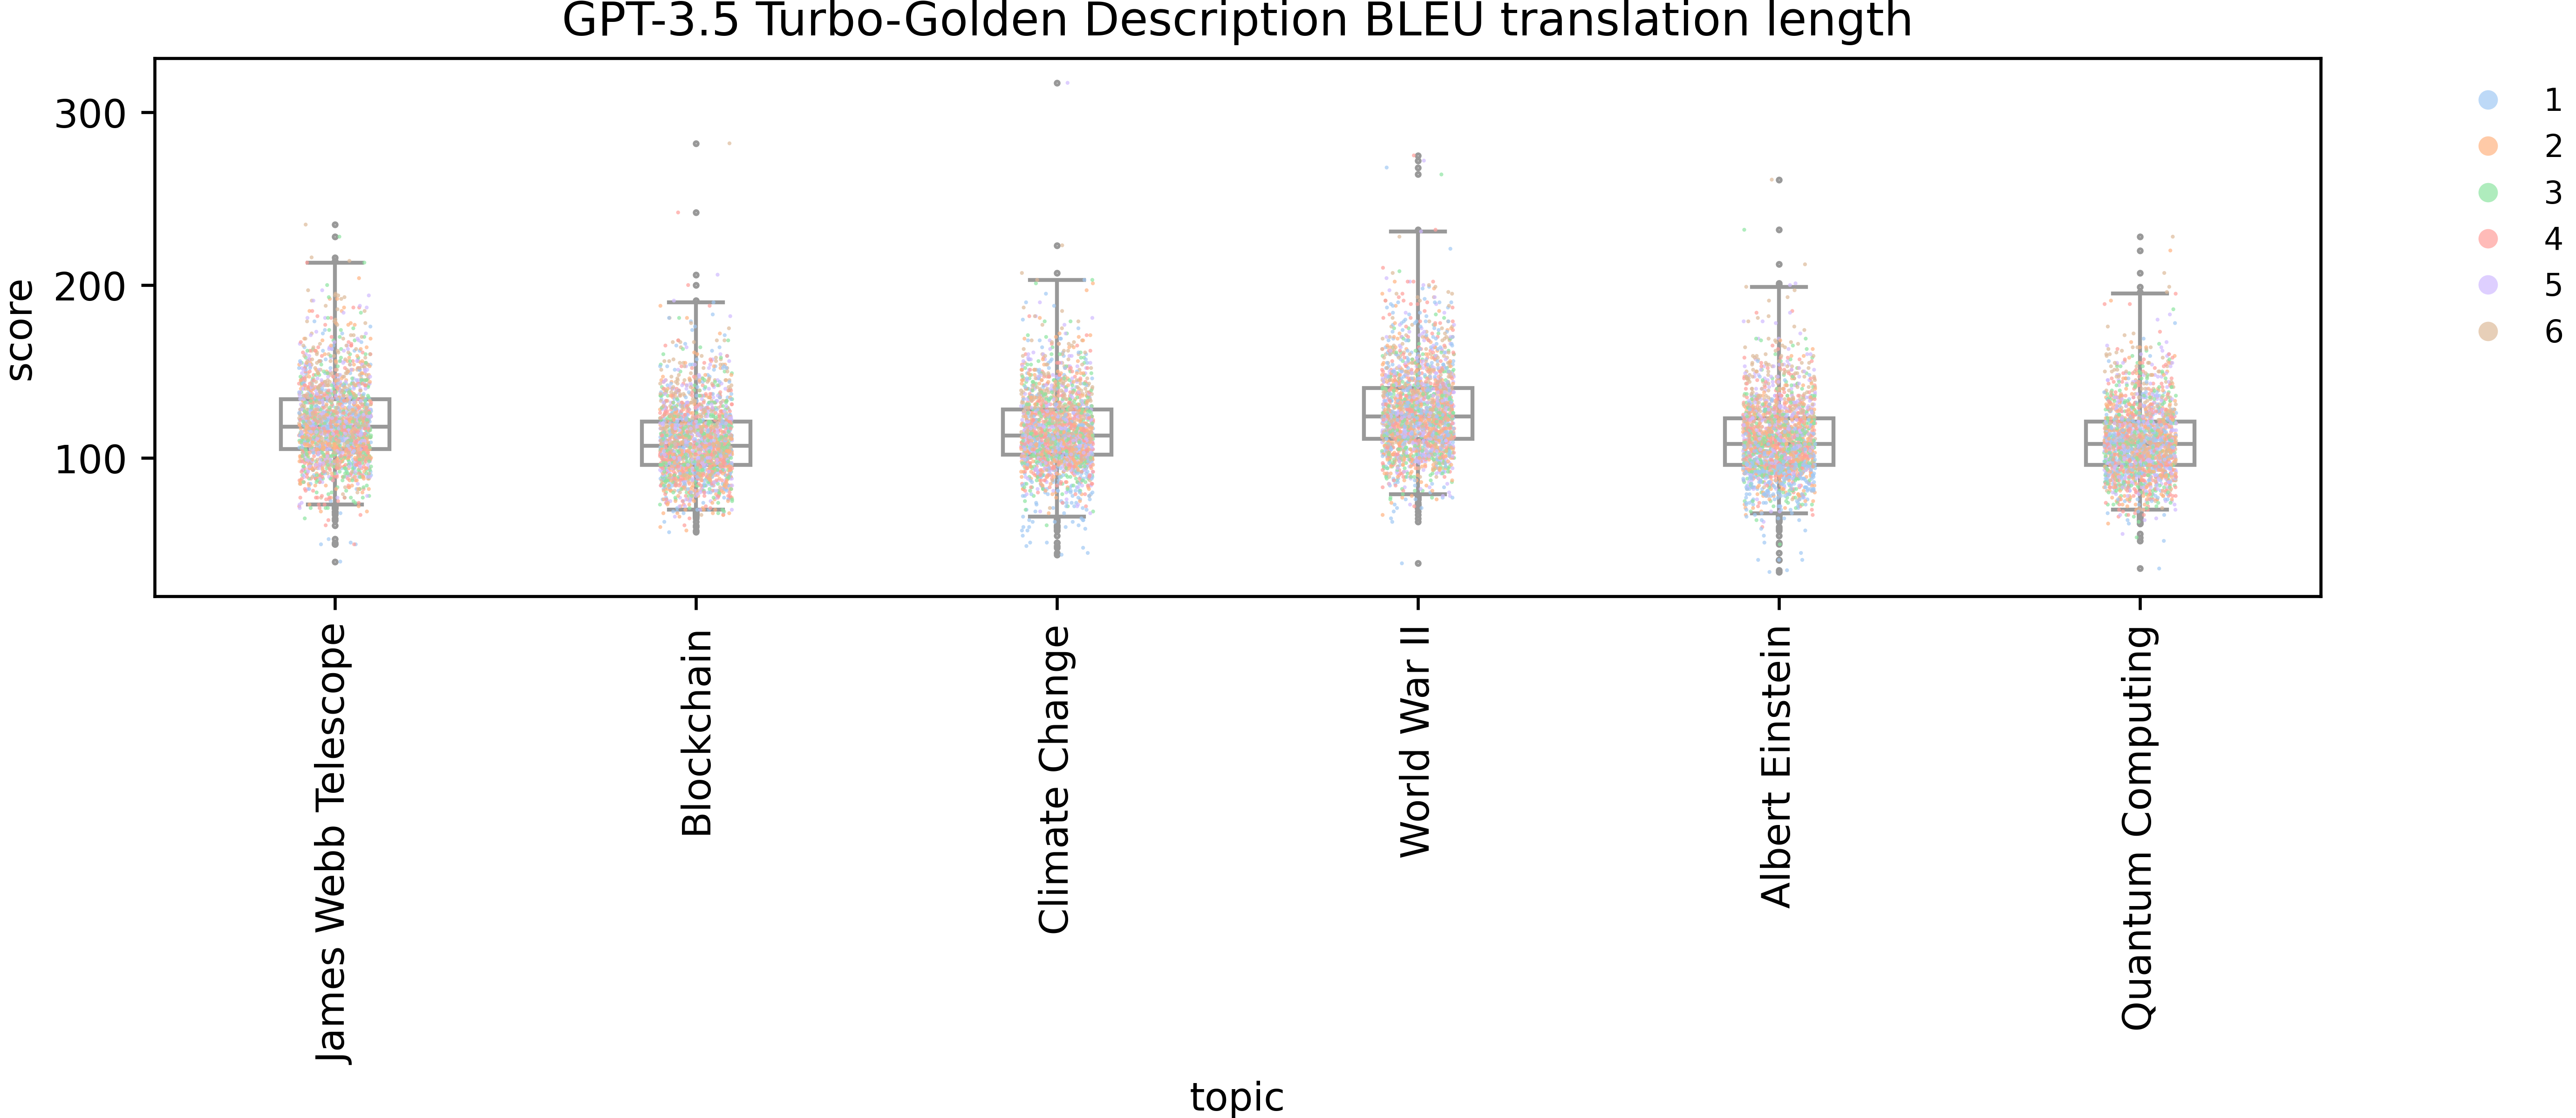 GPT-3.5 Turbo-Golden Description BLEU translation length
score
300
200
100
James Webb Telescope
Blockchain
Climate Change
World War II
Albert Einstein
Quantum Computing
topic
1
2
3
4
5
6